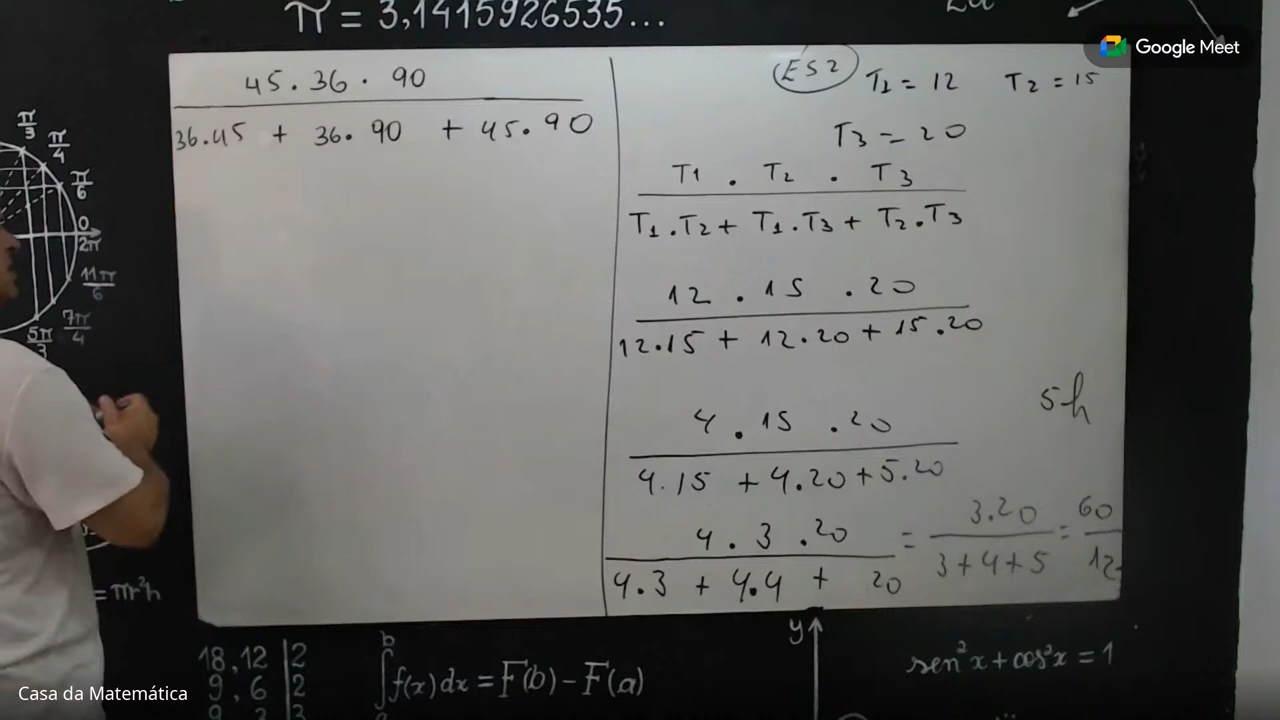 π = 3,1415926535...
Google Meet
45.36.90
36.45 + 36.90 + 45.90
ES2 T1 = 12 T2 = 15
T3 = 20
T1 . T2 . T3
T1.T2 + T1.T3 + T2.T3
12 . 15 . 20
12.15 + 12.20 + 15.20
5h
4 . 15 . 20
4.15 + 4.20 + 5.20
4 . 3 . 20 = 3.20 = 60
4.3 + 4.4 + 20 3+4+5 12
π/3
π/4
π/6
0
2π
11π/6
7π/4
5π/3
= πr²h
18,12 | 2
9, 6 | 2
∫ b f(x) dx = F(b) - F(a)
y
sen²x + cos²x = 1
Casa da Matemática